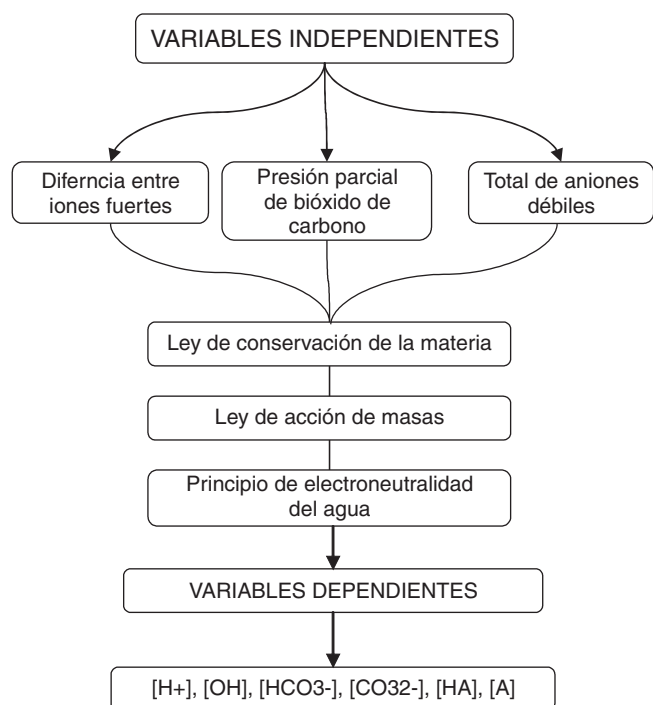 VARIABLES INDEPENDIENTES
Diferncia entre
iones fuertes
Presión parcial
de bióxido de
carbono
Total de aniones
débiles
Ley de conservación de la materia
Ley de acción de masas
Principio de electroneutralidad
del agua
VARIABLES DEPENDIENTES
[H+], [OH], [HCO3-], [CO32-], [HA], [A]